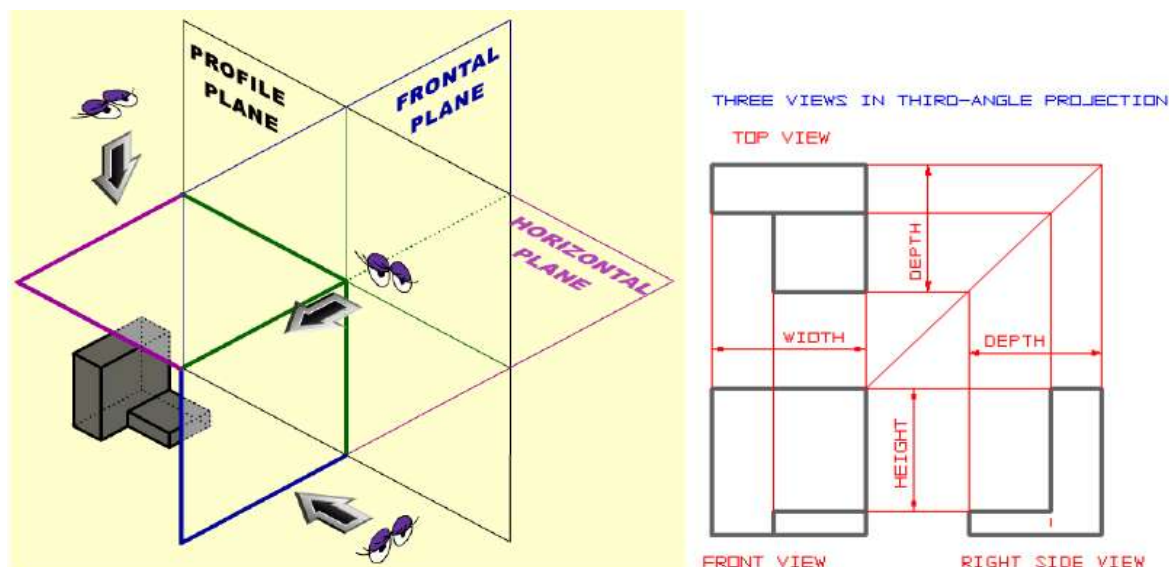 PROFILE
PLANE
FRONTAL
PLANE
HORIZONTAL
PLANE
THREE VIEWS IN THIRD-ANGLE PROJECTION
TOP VIEW
DEPTH
WIDTH
DEPTH
HEIGHT
FRONT VIEW
RIGHT SIDE VIEW